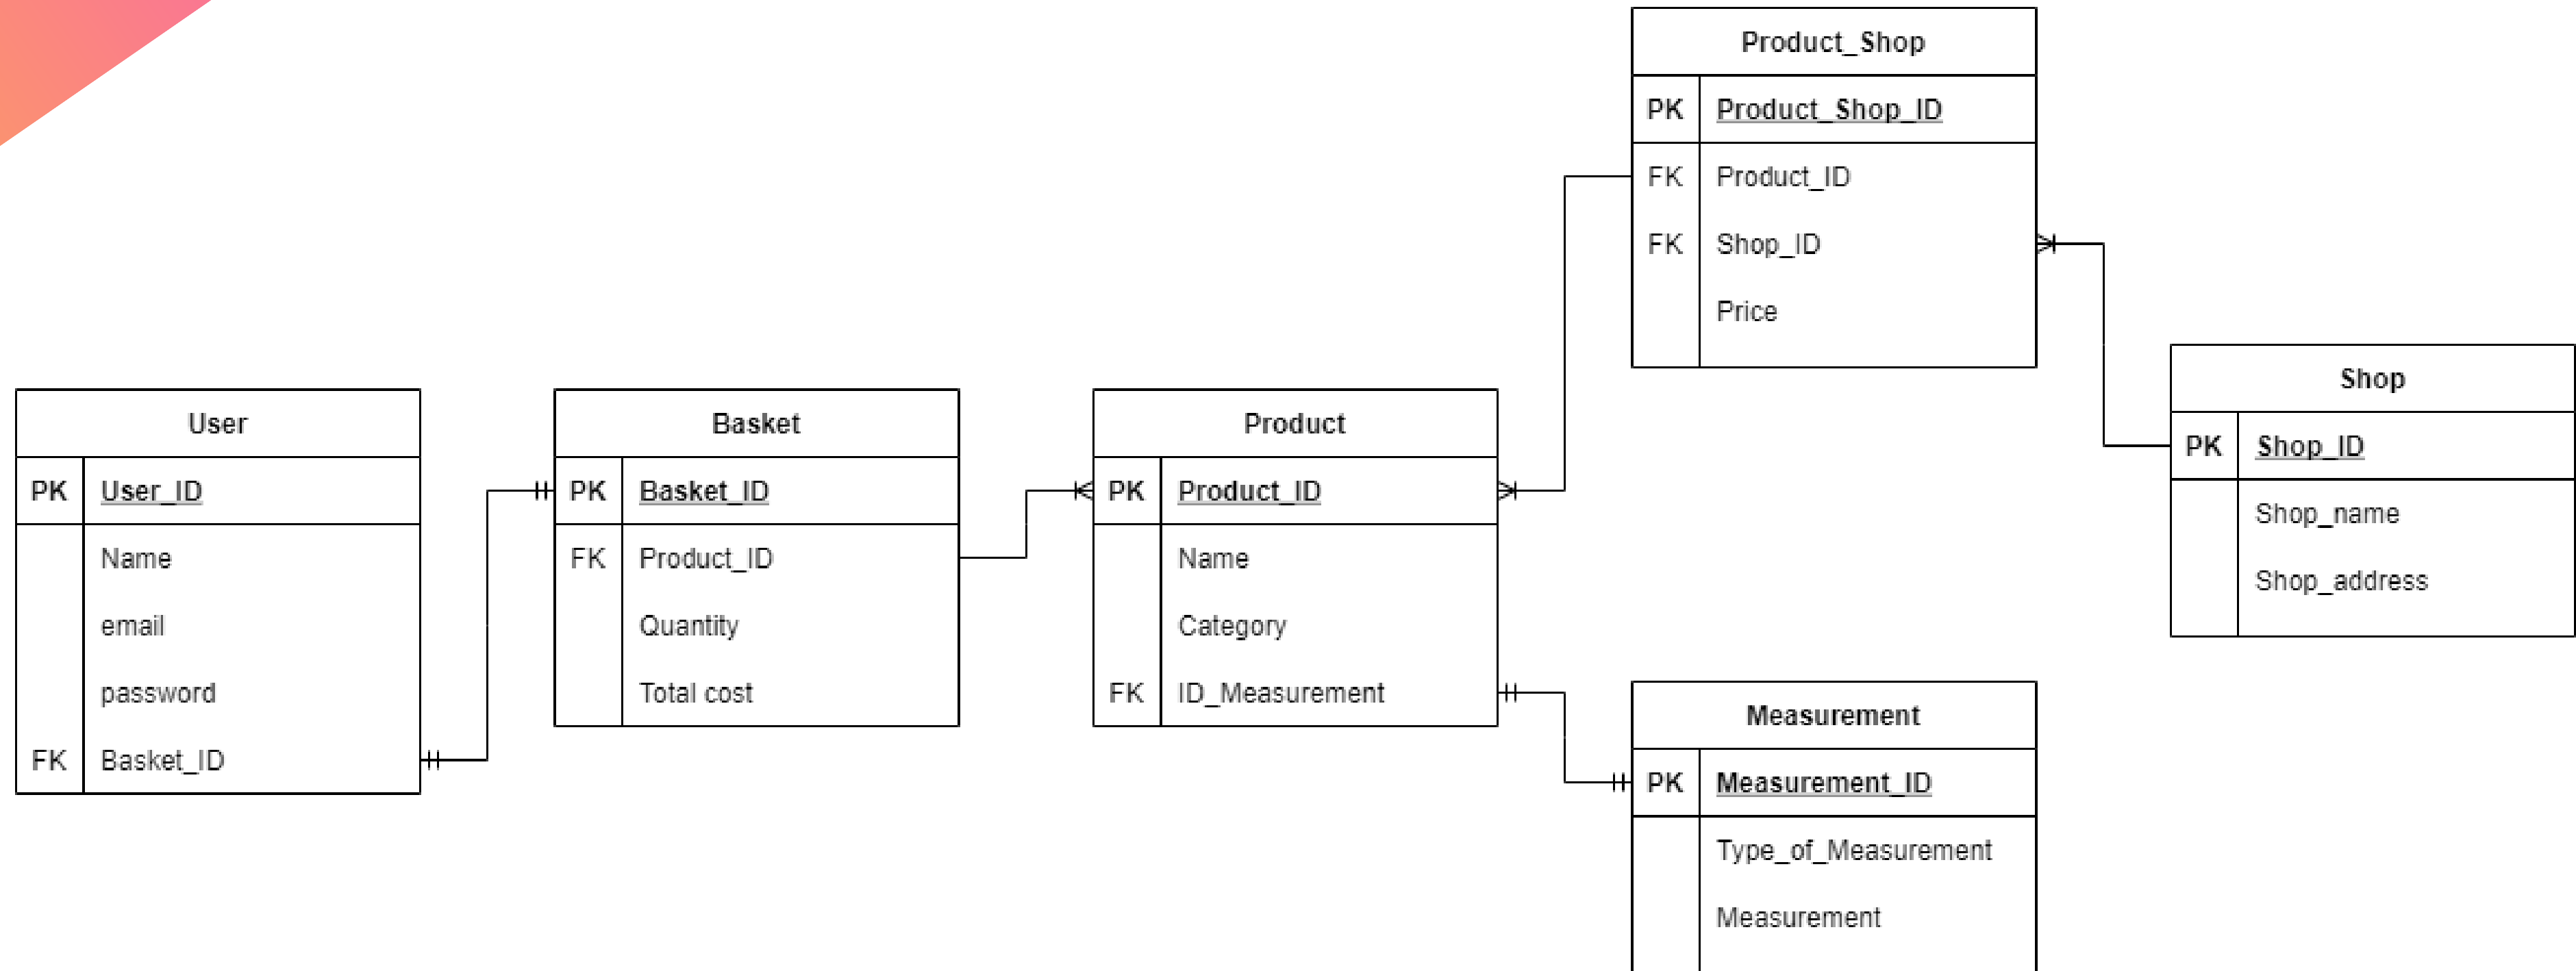 Product_Shop
PK Product_Shop_ID
FK Product_ID
FK Shop_ID
Price
Shop
PK Shop_ID
Shop_name
Shop_address
User
PK User_ID
Name
email
password
FK Basket_ID
Basket
PK Basket_ID
FK Product_ID
Quantity
Total cost
Product
PK Product_ID
Name
Category
FK ID_Measurement
Measurement
PK Measurement_ID
Type_of_Measurement
Measurement